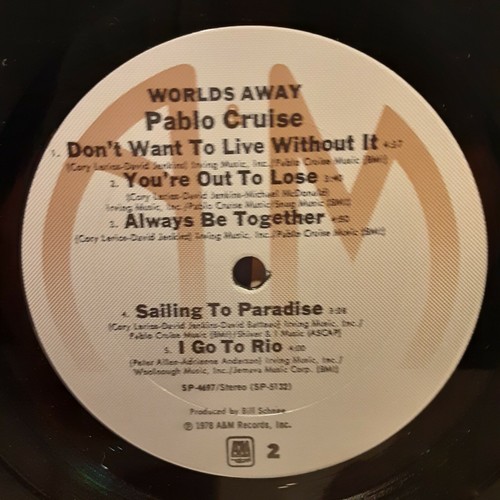 WORLDS AWAY
Pablo Cruise
1. Don't Want To Live Without It 4:37
(Cory Lerios-David Jenkins) Irving Music, Inc./Pablo Cruise Music (BMI)
2. You're Out To Lose 3:40
(Cory Lerios-David Jenkins-Michael McDonald)
Irving Music, Inc./Pablo Cruise Music/Snug Music (BMI)
3. Always Be Together 4:50
(Cory Lerios-David Jenkins) Irving Music, Inc./Pablo Cruise Music (BMI)
4. Sailing To Paradise 3:28
(Cory Lerios-David Jenkins-David Batteau) Irving Music, Inc./
Pablo Cruise Music (BMI)/Shiver & I Music (ASCAP)
5. I Go To Rio 4:00
(Peter Allen-Adrienne Anderson) Irving Music, Inc./
Woolnough Music, Inc./Jemava Music Corp. (BMI)
SP-4697/Stereo (SP-5132)
Produced by Bill Schnee
℗ 1978 A&M Records, Inc.
A&M 2